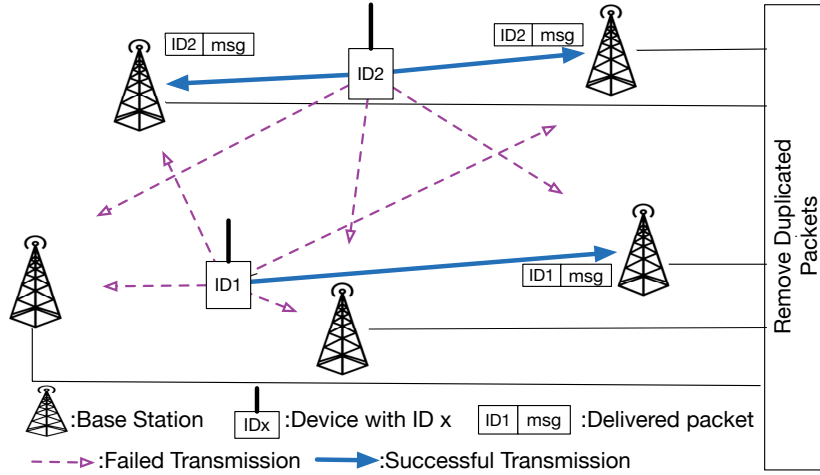 ID2 msg
ID2 msg
ID2
Remove Duplicated
Packets
ID1
ID1 msg
:Base Station
IDx
:Device with ID x
ID1 msg
:Delivered packet
:Failed Transmission
:Successful Transmission